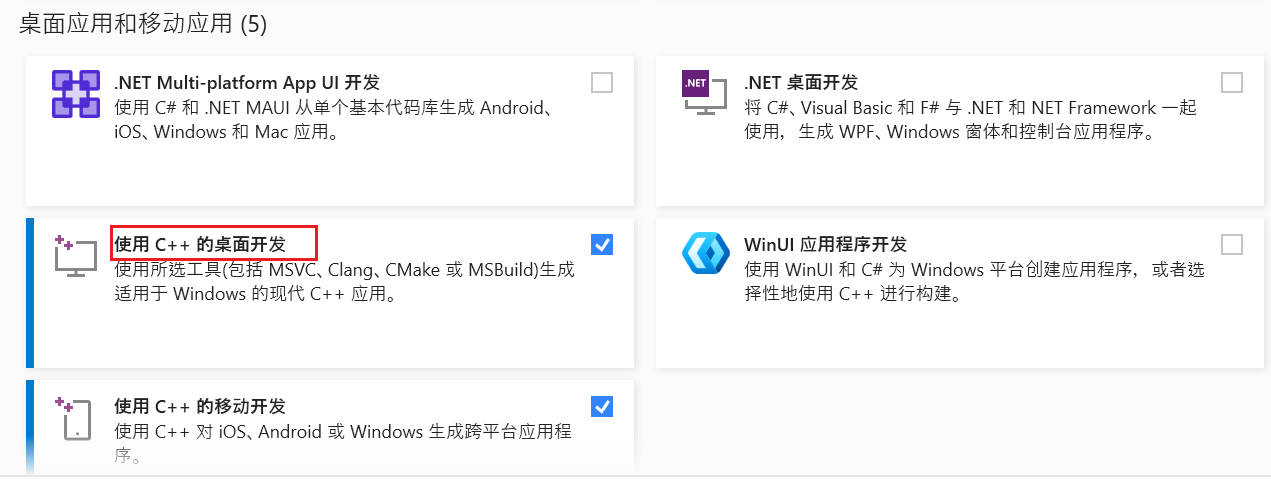 桌面应用和移动应用 (5)
.NET Multi-platform App UI 开发
使用 C# 和 .NET MAUI 从单个基本代码库生成 Android、
iOS、Windows 和 Mac 应用。
.NET
.NET 桌面开发
将 C#、Visual Basic 和 F# 与 .NET 和 NET Framework 一起
使用，生成 WPF、Windows 窗体和控制台应用程序。
使用 C++ 的桌面开发
使用所选工具(包括 MSVC、Clang、CMake 或 MSBuild)生成
适用于 Windows 的现代 C++ 应用。
WinUI 应用程序开发
使用 WinUI 和 C# 为 Windows 平台创建应用程序，或者选
择性地使用 C++ 进行构建。
使用 C++ 的移动开发
使用 C++ 对 iOS、Android 或 Windows 生成跨平台应用程
序。